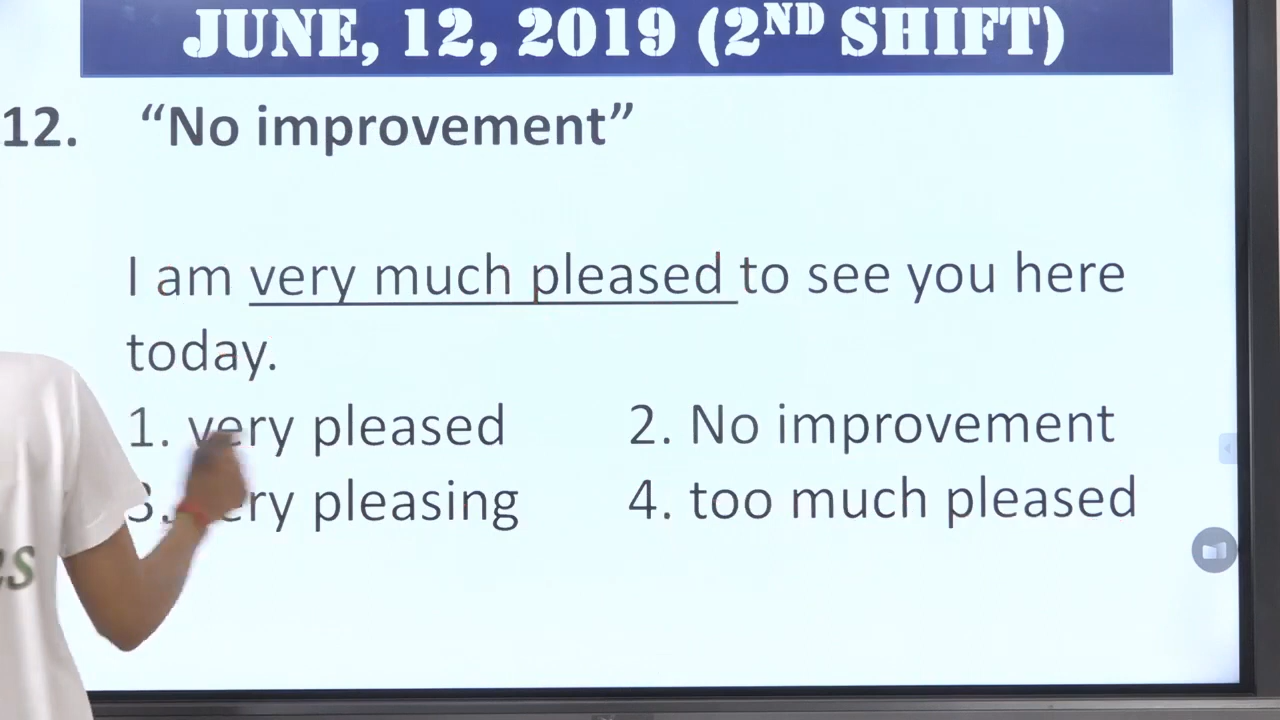 JUNE, 12, 2019 (2ND SHIFT)
12. “No improvement”
I am very much pleased to see you here
today.
1. very pleased 2. No improvement
3. pleasing 4. too much pleased